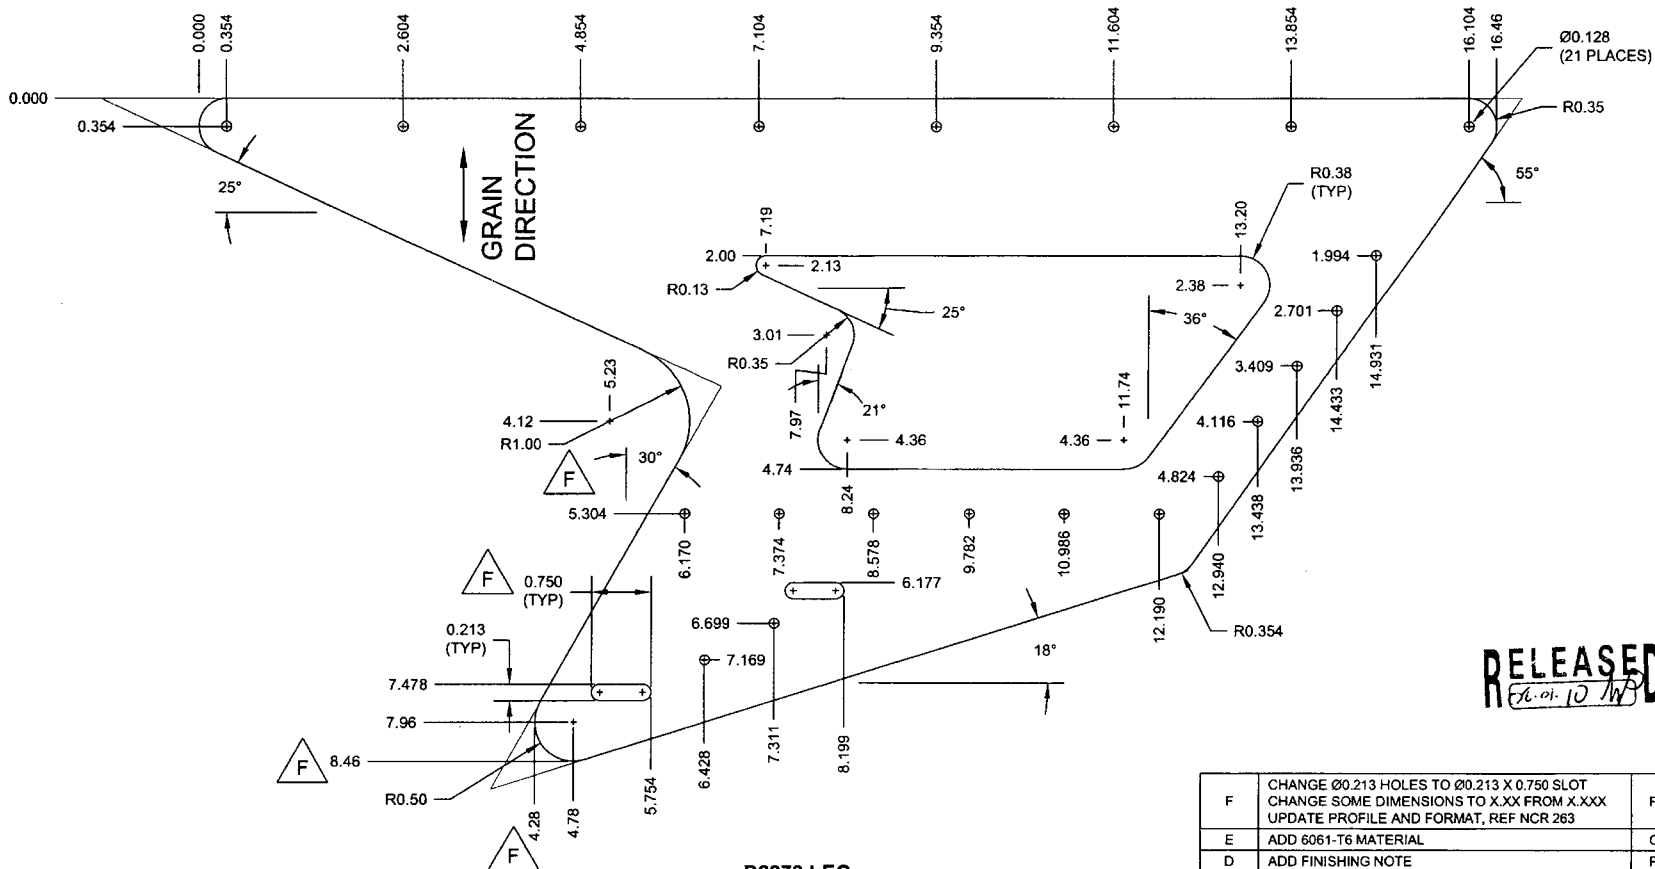 0.000
0.354
2.604
4.854
7.104
9.354
11.604
13.854
16.104
16.46
Ø0.128
(21 PLACES)
0.000
0.354
R0.35
25°
GRAIN
DIRECTION
55°
R0.38
(TYP)
7.19
13.20
2.00
2.13
R0.13
2.38
1.994
25°
36°
2.701
14.931
3.01
R0.35
3.409
14.433
5.23
7.97
21°
11.74
4.12
R1.00
4.36
4.36
4.116
13.936
F
30°
4.74
8.24
4.824
13.438
5.304
6.170
7.374
8.578
9.782
10.986
12.190
12.940
F
0.750
(TYP)
6.177
0.213
(TYP)
6.699
R0.354
7.169
18°
7.478
RELEASED
7.96
F
8.46
R0.50
4.28
4.78
5.754
6.428
7.311
8.199
F
F
CHANGE Ø0.213 HOLES TO Ø0.213 X 0.750 SLOT
CHANGE SOME DIMENSIONS TO X.XX FROM X.XXX
UPDATE PROFILE AND FORMAT, REF NCR 263
E
ADD 6061-T6 MATERIAL
D
ADD FINISHING NOTE